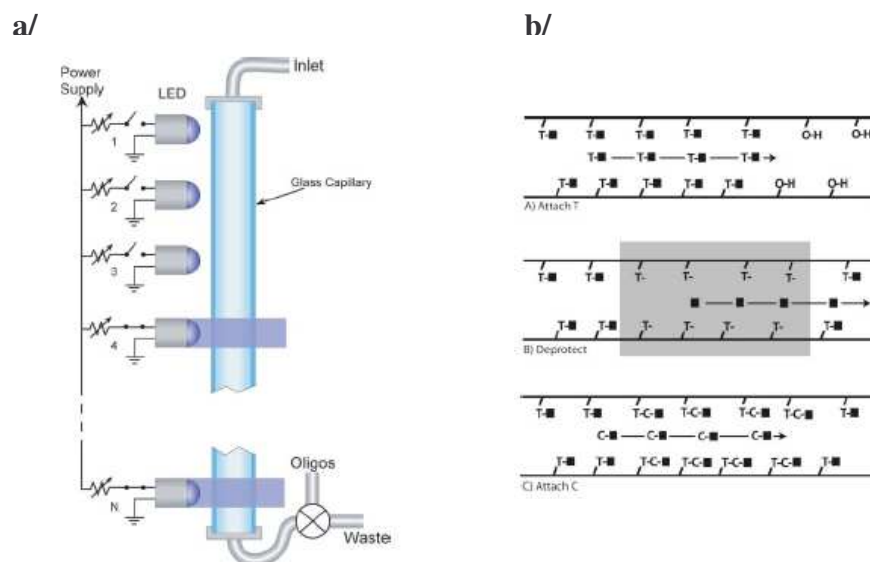 a/
Power
Supply
LED
Inlet
1
2
Glass Capillary
3
4
Oligos
N
Waste
b/
T-■ T-■ T-■ T-■ T-■ O-H O-H
T-■ T-■ T-■ T-■
T-■ T-■ T-■ T-■ T-■ O-H O-H
A) Attach T
T-■ T-■ T- T- T- T- T-■
■ ■ ■ ■
T-■ T-■ T- T- T- T- T-■
B) Deprotect
T-■ T-■ T-C-■ T-C-■ T-C-■ T-C-■ T-■
C-■ C-■ C-■ C-■
T-■ T-■ T-C-■ T-C-■ T-C-■ T-C-■ T-■
C) Attach C